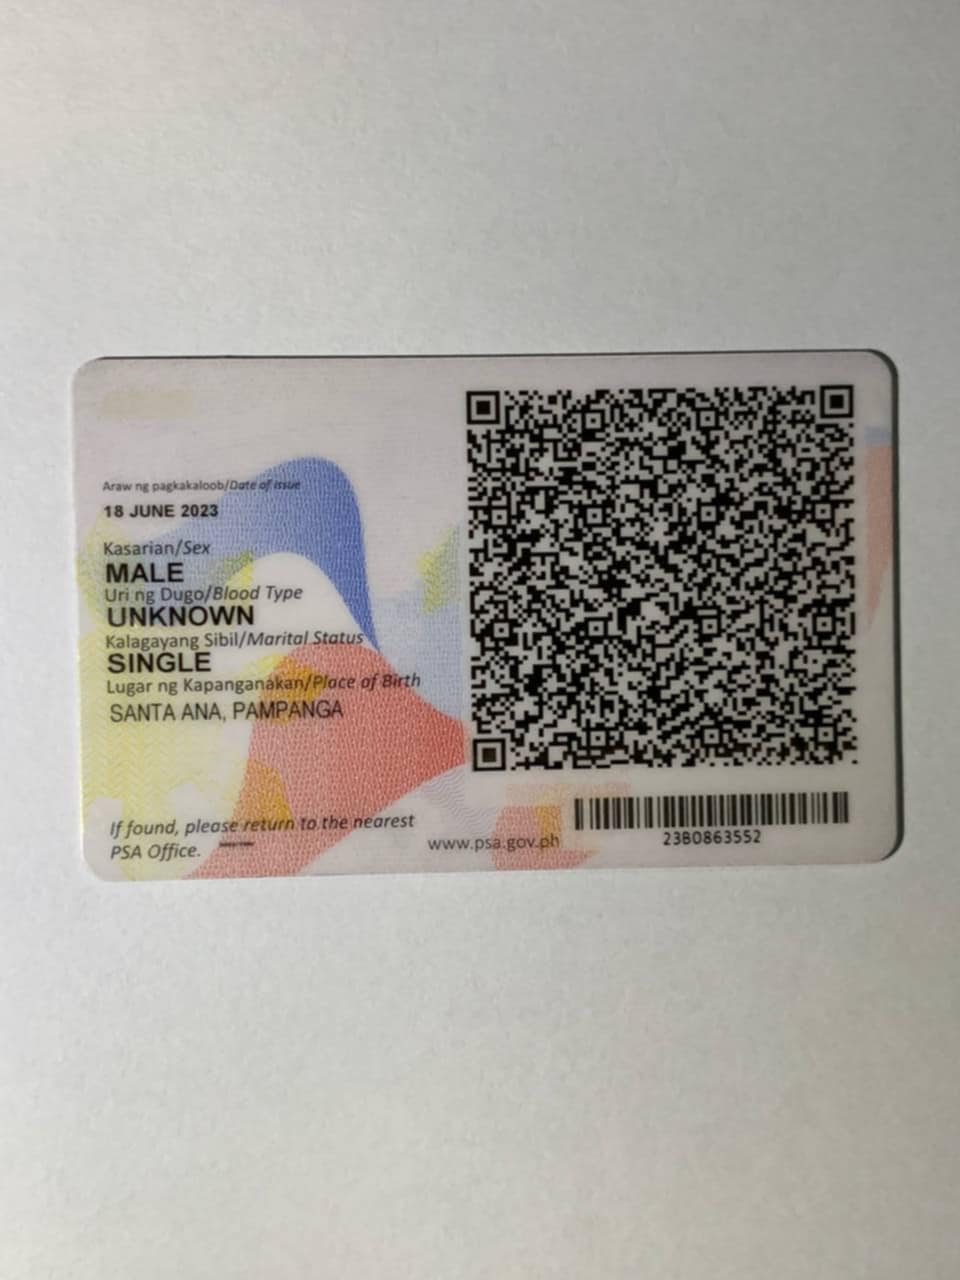 Araw ng pagkakaloob/Date of issue
18 JUNE 2023
Kasarian/Sex
MALE
Uri ng Dugo/Blood Type
UNKNOWN
Kalagayang Sibil/Marital Status
SINGLE
Lugar ng Kapanganakan/Place of Birth
SANTA ANA, PAMPANGA
If found, please return to the nearest
PSA Office.
www.psa.gov.ph
23B0863552